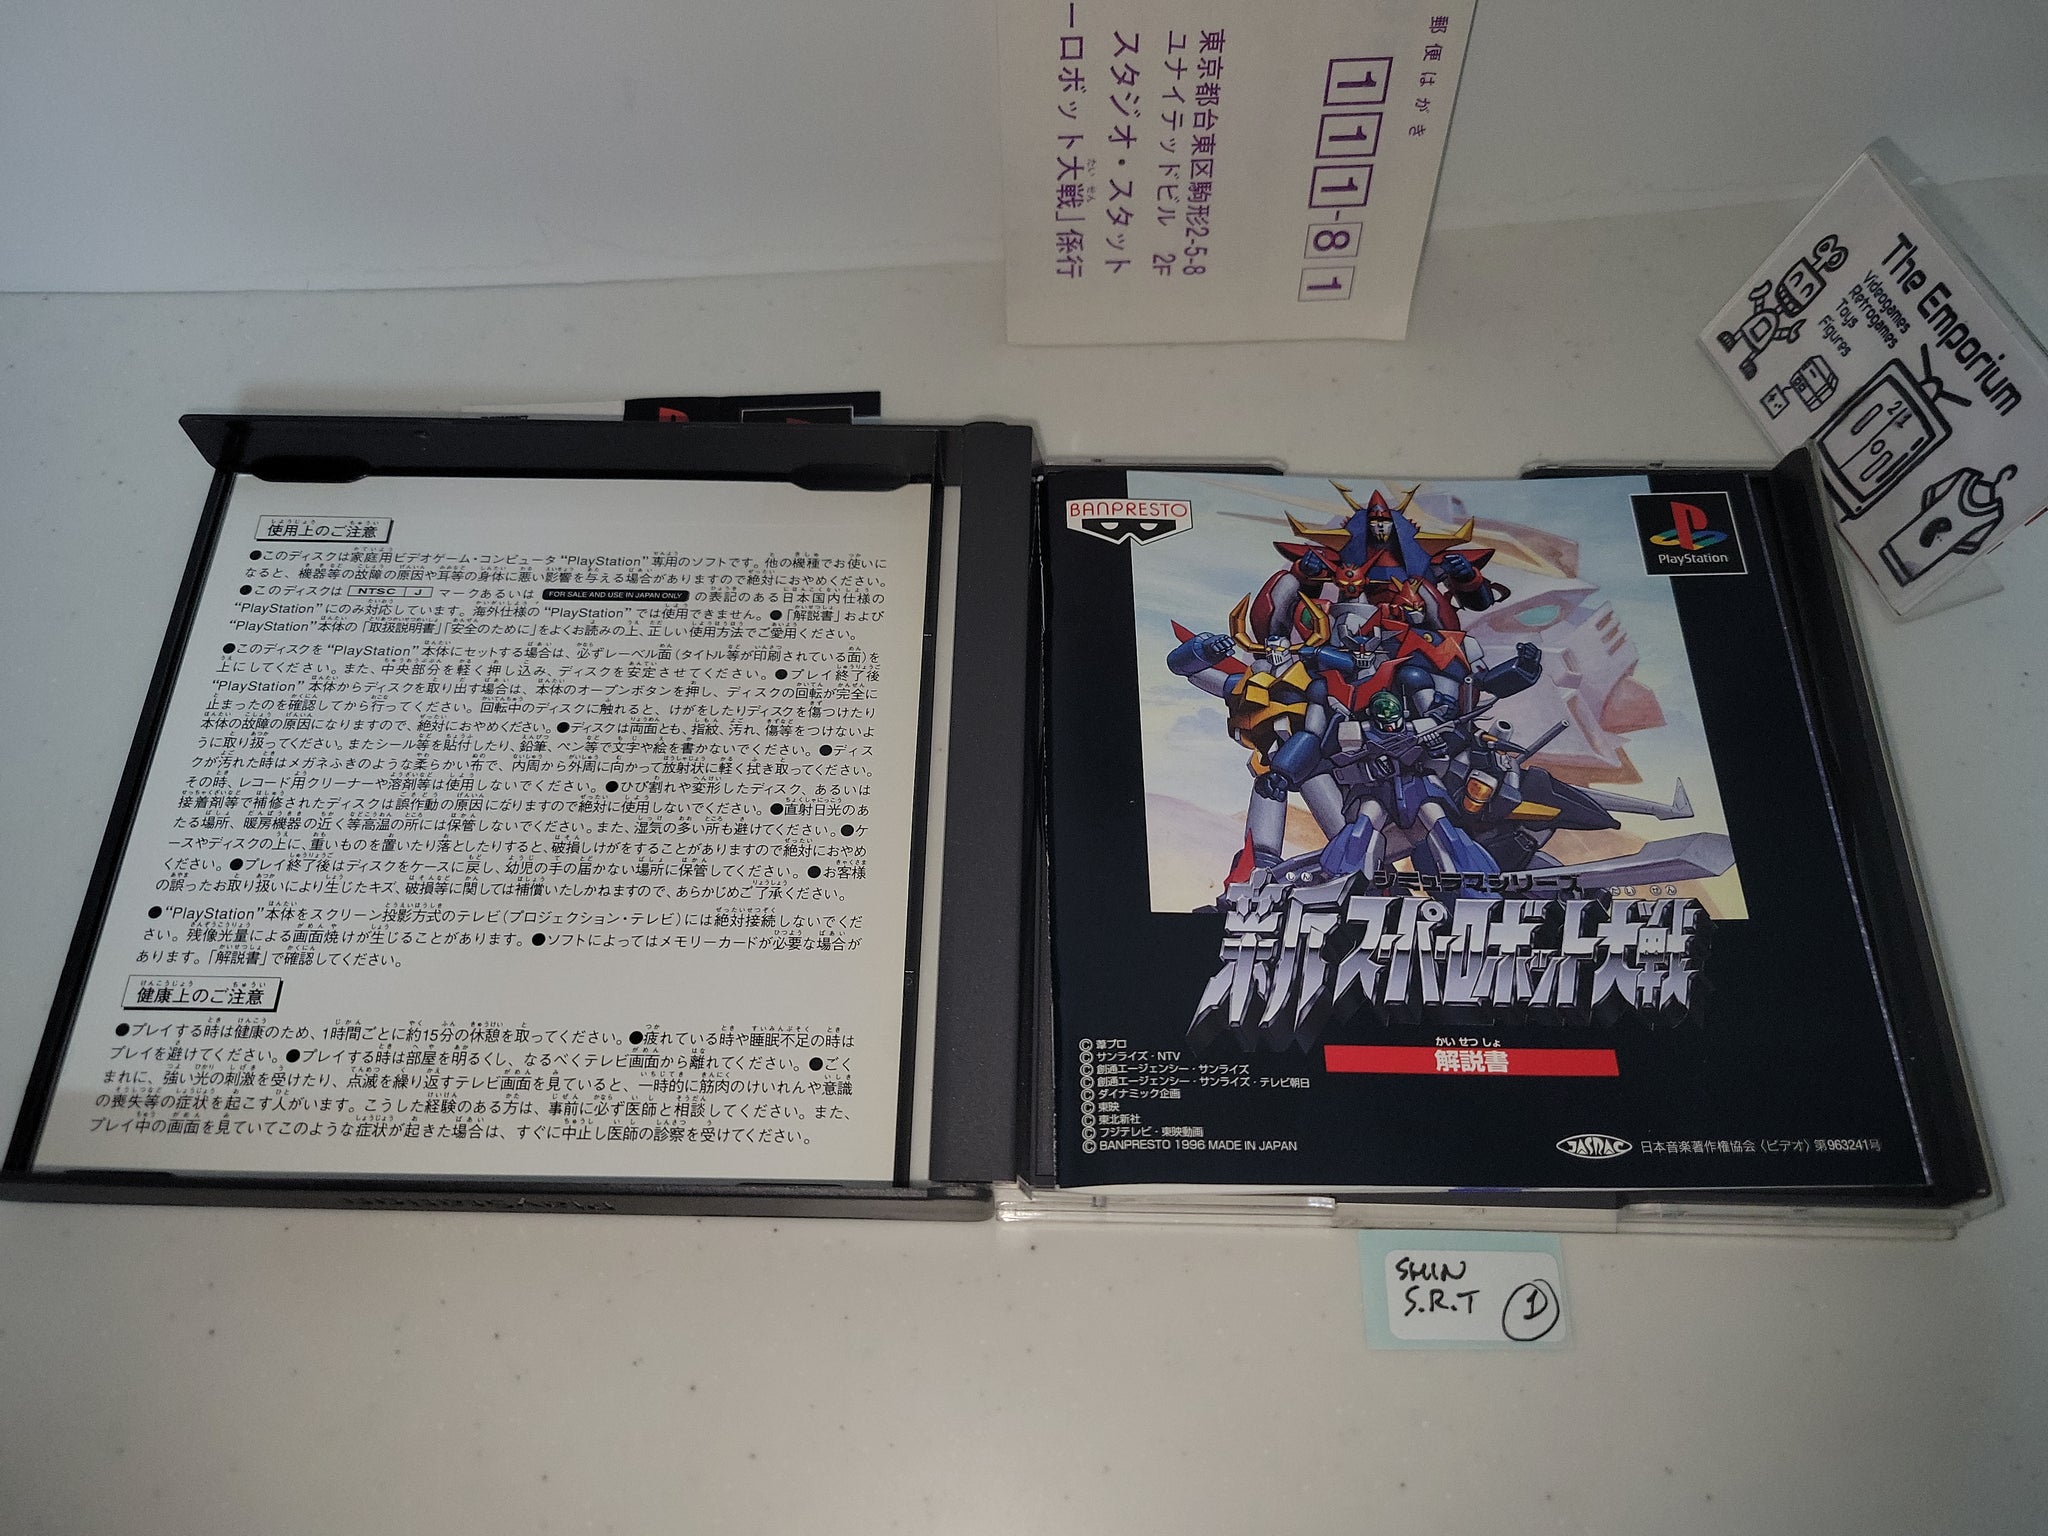 郵便はがき
111-81
東京都台東区駒形2-5-8
ユナイテッドビル 2F
スタジオ・スタット
ーロボット大戦」係行
The Emporium
Videogames
Retrogames
Toys
Figures
使用上のご注意
●このディスクは家庭用ビデオゲーム・コンピュータ“PlayStation”専用のソフトです。他の機種でお使いに
なると、機器等の故障の原因や耳等の身体に悪い影響を与える場合がありますので絶対におやめください。
●このディスクは NTSC J マークあるいは FOR SALE AND USE IN JAPAN ONLY の表記のある日本国内仕様の
“PlayStation”にのみ対応しています。海外仕様の“PlayStation”では使用できません。●「解説書」および
“PlayStation”本体の「取扱説明書」「安全のために」をよくお読みの上、正しい使用方法でご愛用ください。
●このディスクを“PlayStation”本体にセットする場合は、必ずレーベル面(タイトル等が印刷されている面)を
上にしてください。また、中央部分を軽く押し込み、ディスクを安定させてください。●プレイ終了後
“PlayStation”本体からディスクを取り出す場合は、本体のオープンボタンを押し、ディスクの回転が完全に
止まったのを確認してから行ってください。回転中のディスクに触れると、けがをしたりディスクを傷つけたり
本体の故障の原因になりますので、絶対におやめください。●ディスクは両面とも、指紋、汚れ、傷等をつけないよ
うに取り扱ってください。またシール等を貼付したり、鉛筆、ペン等で文字や絵を書かないでください。●ディス
クが汚れた時はメガネふきのような柔らかい布で、内周から外周に向かって放射状に軽く拭き取ってください。
その時、レコード用クリーナーや溶剤等は使用しないでください。●ひび割れや変形したディスク、あるいは
接着剤等で補修されたディスクは誤作動の原因になりますので絶対に使用しないでください。●直射日光のあ
たる場所、暖房機器の近く等高温の所には保管しないでください。また、湿気の多い所も避けてください。●ケ
ースやディスクの上に、重いものを置いたり落としたりすると、破損しけがをすることがありますので絶対におやめ
ください。●プレイ終了後はディスクをケースに戻し、幼児の手の届かない場所に保管してください。●お客様
の誤ったお取り扱いにより生じたキズ、破損等に関しては補償いたしかねますので、あらかじめご了承ください。
●“PlayStation”本体をスクリーン投影方式のテレビ(プロジェクション・テレビ)には絶対接続しないでくだ
さい。残像光量による画面焼けが生じることがあります。●ソフトによってはメモリーカードが必要な場合が
あります。「解説書」で確認してください。
健康上のご注意
●プレイする時は健康のため、1時間ごとに約15分の休憩を取ってください。●疲れている時や睡眠不足の時は
プレイを避けてください。●プレイする時は部屋を明るくし、なるべくテレビ画面から離れてください。●ごく
まれに、強い光の刺激を受けたり、点滅を繰り返すテレビ画面を見ていると、一時的に筋肉のけいれんや意識
の喪失等の症状を起こす人がいます。こうした経験のある方は、事前に必ず医師と相談してください。また、
プレイ中の画面を見ていてこのような症状が起きた場合は、すぐに中止し医師の診察を受けてください。
BANPRESTO
PlayStation
シミュラマシリーズ
新スーパーロボット大戦
かいせつしょ
解説書
©葦プロ
©サンライズ・NTV
©創通エージェンシー・サンライズ
©創通エージェンシー・サンライズ・テレビ朝日
©ダイナミック企画
©東映
©東北新社
©フジテレビ・東映動画
©BANPRESTO 1996 MADE IN JAPAN
JASRAC 日本音楽著作権協会〈ビデオ〉第963241号
SHIN
S.R.T 1